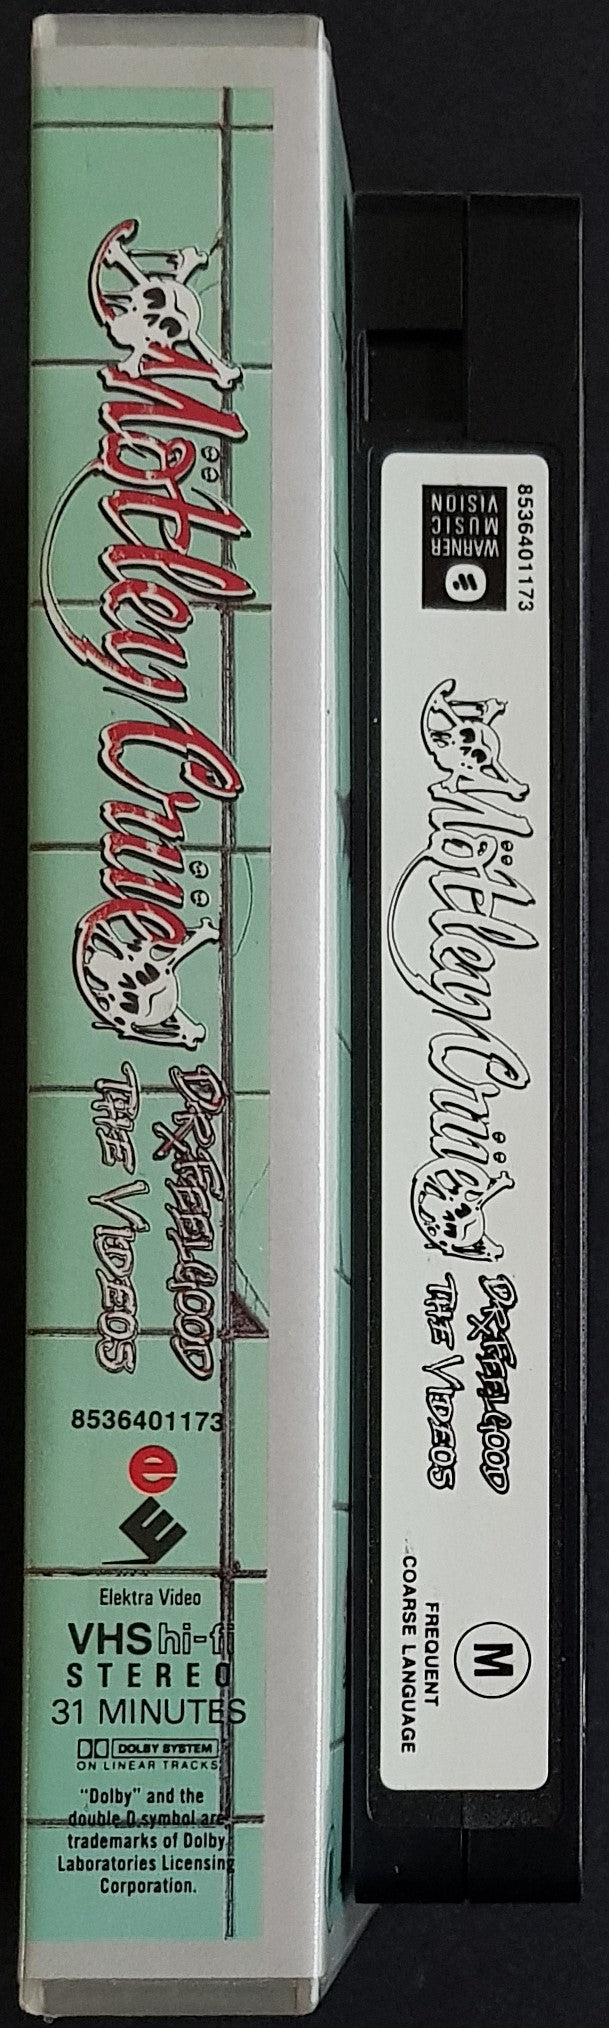 Mötley Crüe
DR. FEELGOOD
THE VIDEOS
8536401173
e
E
Elektra Video
VHS hi-fi
STEREO
31 MINUTES
DOLBY SYSTEM
ON LINEAR TRACKS
"Dolby" and the
double D symbol are
trademarks of Dolby
Laboratories Licensing
Corporation.
8536401173
WARNER
MUSIC
VISION
Mötley Crüe
DR. FEELGOOD
THE VIDEOS
M
FREQUENT
COARSE LANGUAGE